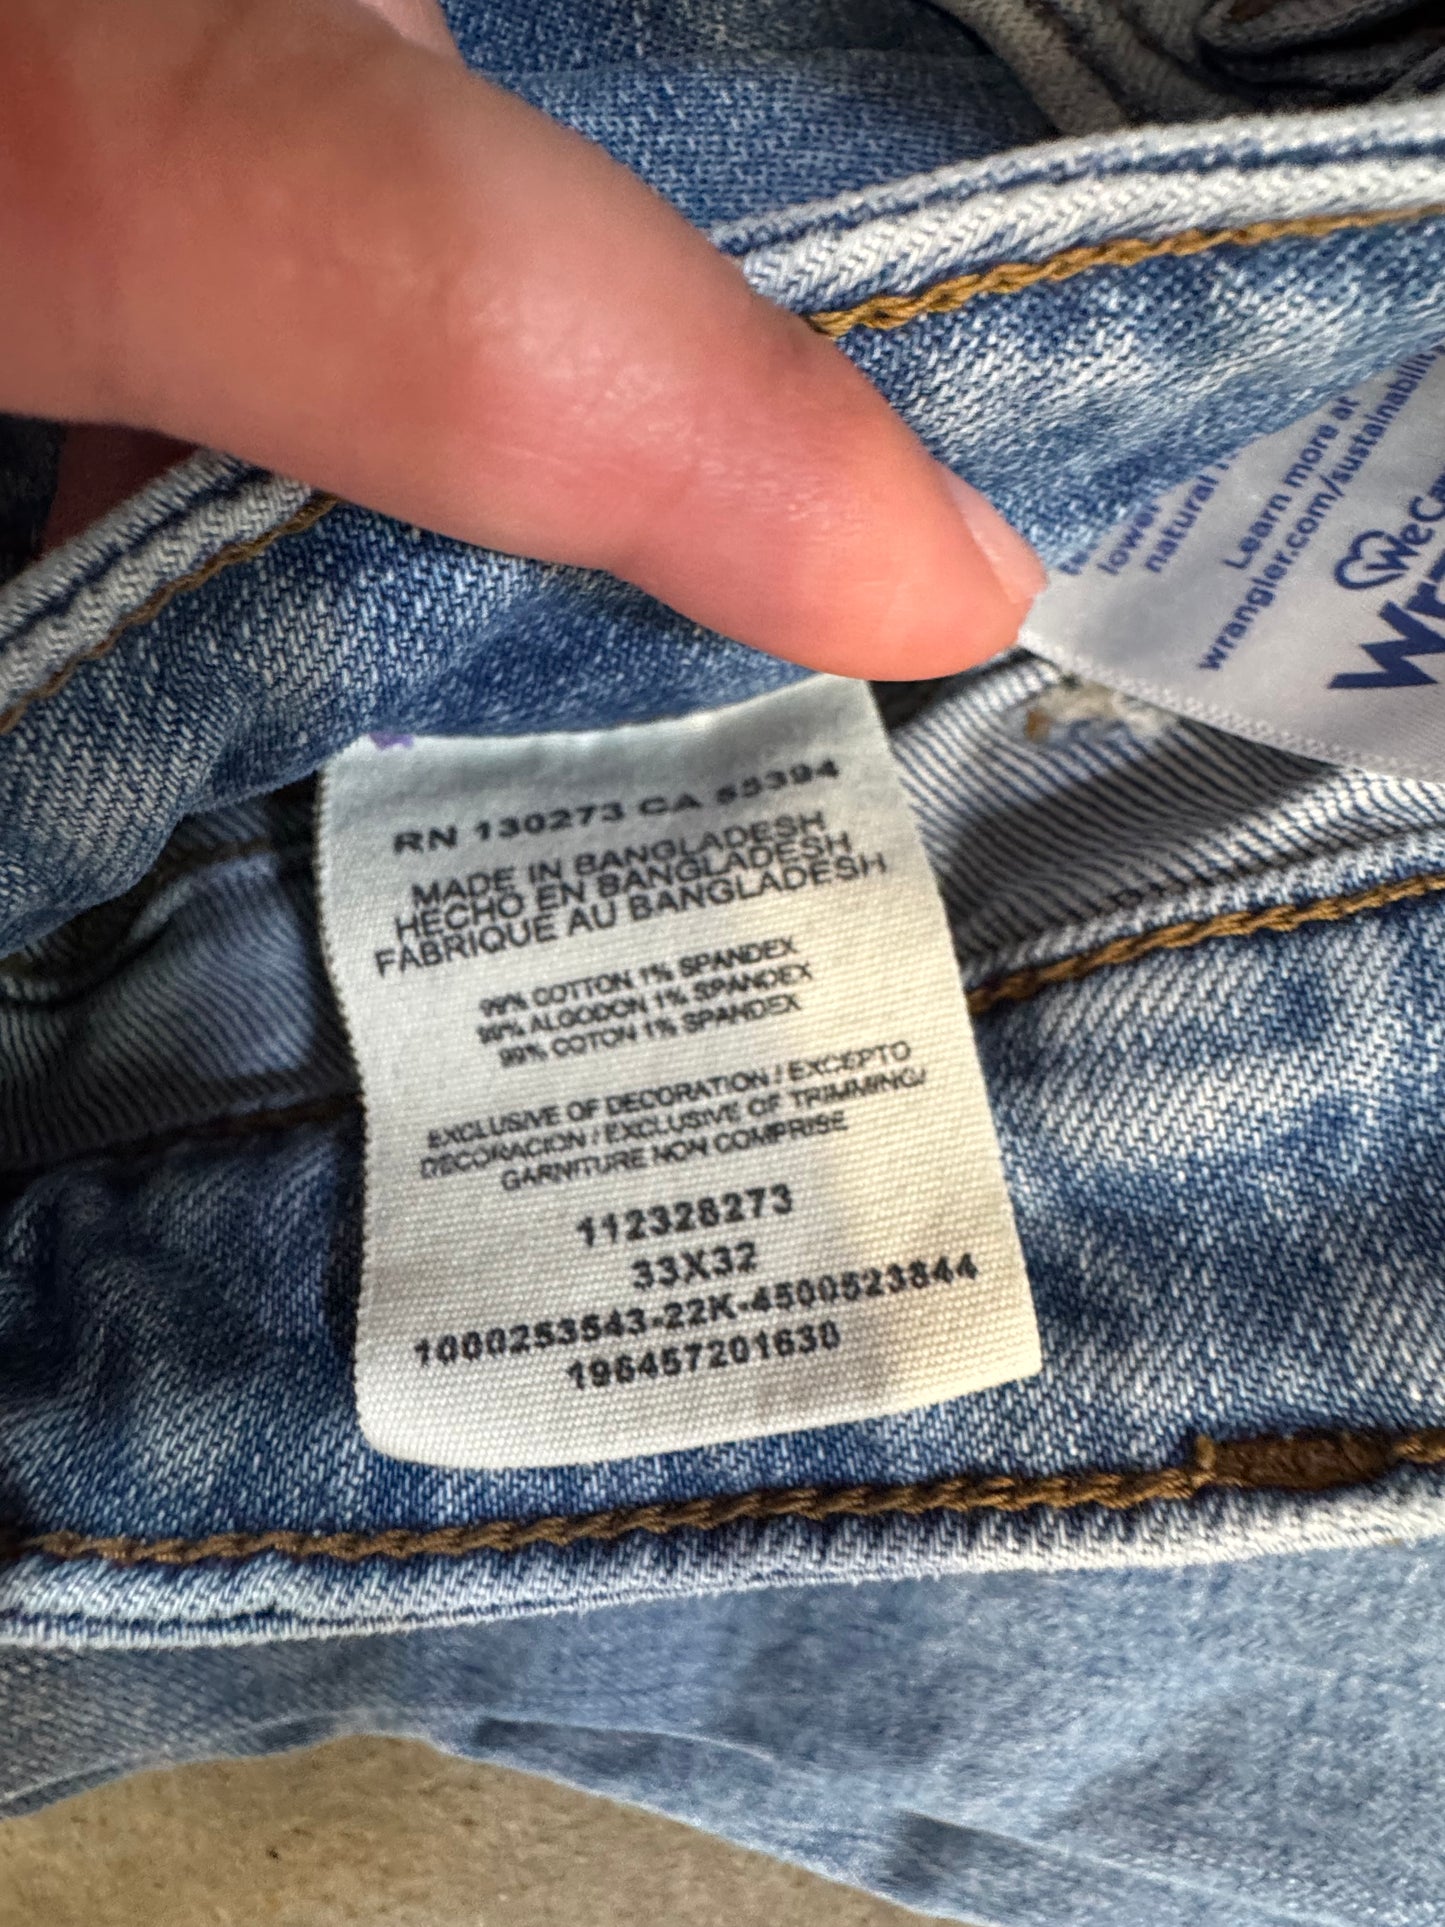 RN 130273 CA 55394
MADE IN BANGLADESH
HECHO EN BANGLADESH
FABRIQUE AU BANGLADESH
99% COTTON 1% SPANDEX
99% ALGODON 1% SPANDEX
99% COTON 1% SPANDEX
EXCLUSIVE OF DECORATION / EXCEPTO
DECORACION / EXCLUSIVE OF TRIMMING/
GARNITURE NON COMPRISE
112328273
33X32
1000253543-22K-4500523844
196457201630
lower
natural
Learn more at
wrangler.com/sustainability
We Car